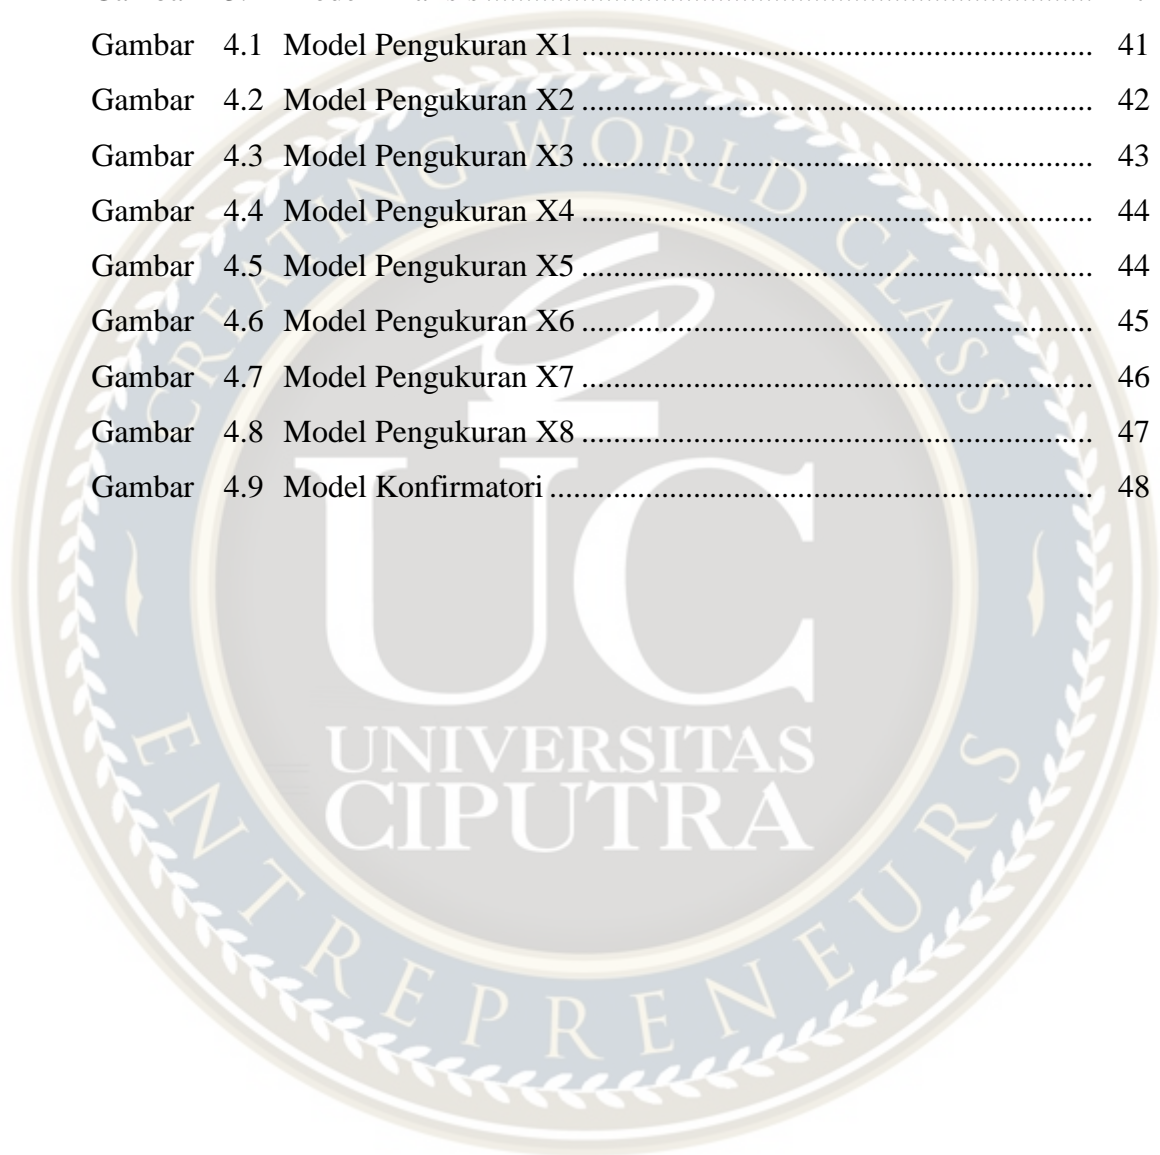 Gambar 4.1 Model Pengukuran X1 ............................................................... 41
Gambar 4.2 Model Pengukuran X2 ............................................................... 42
Gambar 4.3 Model Pengukuran X3 ............................................................... 43
Gambar 4.4 Model Pengukuran X4 ............................................................... 44
Gambar 4.5 Model Pengukuran X5 ............................................................... 44
Gambar 4.6 Model Pengukuran X6 ............................................................... 45
Gambar 4.7 Model Pengukuran X7 ............................................................... 46
Gambar 4.8 Model Pengukuran X8 ............................................................... 47
Gambar 4.9 Model Konfirmatori ................................................................... 48
CREATING WORLD CLASS
UC
UNIVERSITAS
CIPUTRA
ENTREPRENEURS